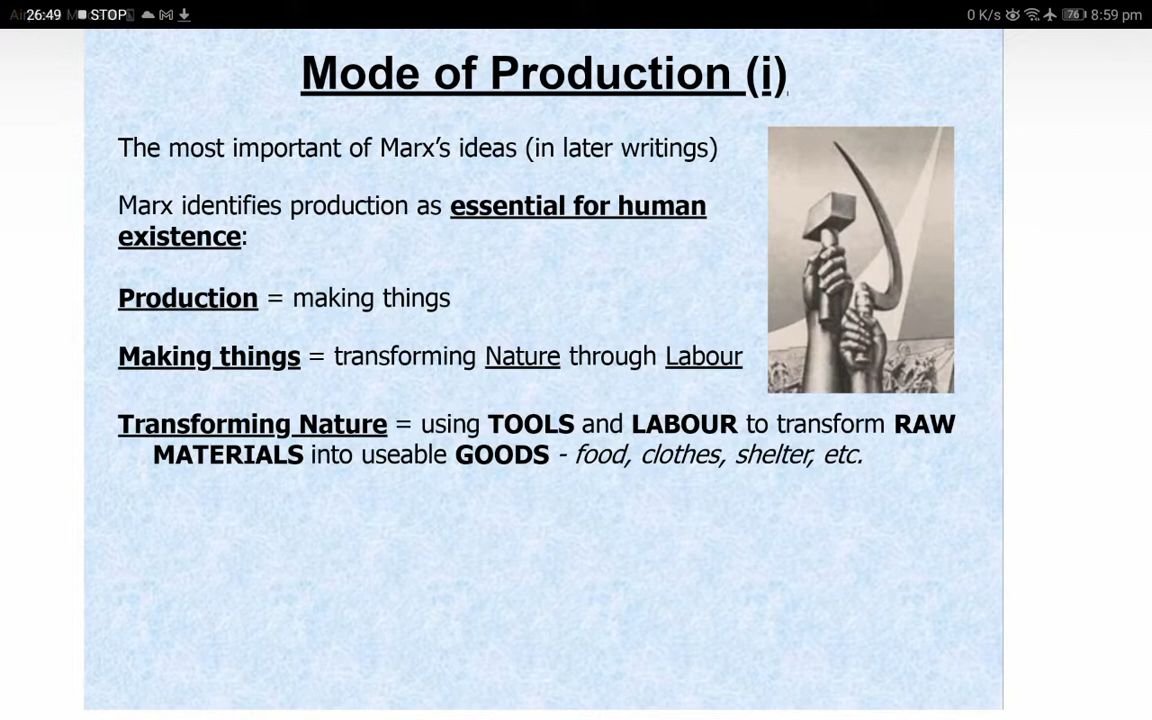 26:49 STOP 0 K/s 76 8:59 pm
Mode of Production (i)
The most important of Marx's ideas (in later writings)
Marx identifies production as essential for human
existence:
Production = making things
Making things = transforming Nature through Labour
Transforming Nature = using TOOLS and LABOUR to transform RAW
MATERIALS into useable GOODS - food, clothes, shelter, etc.